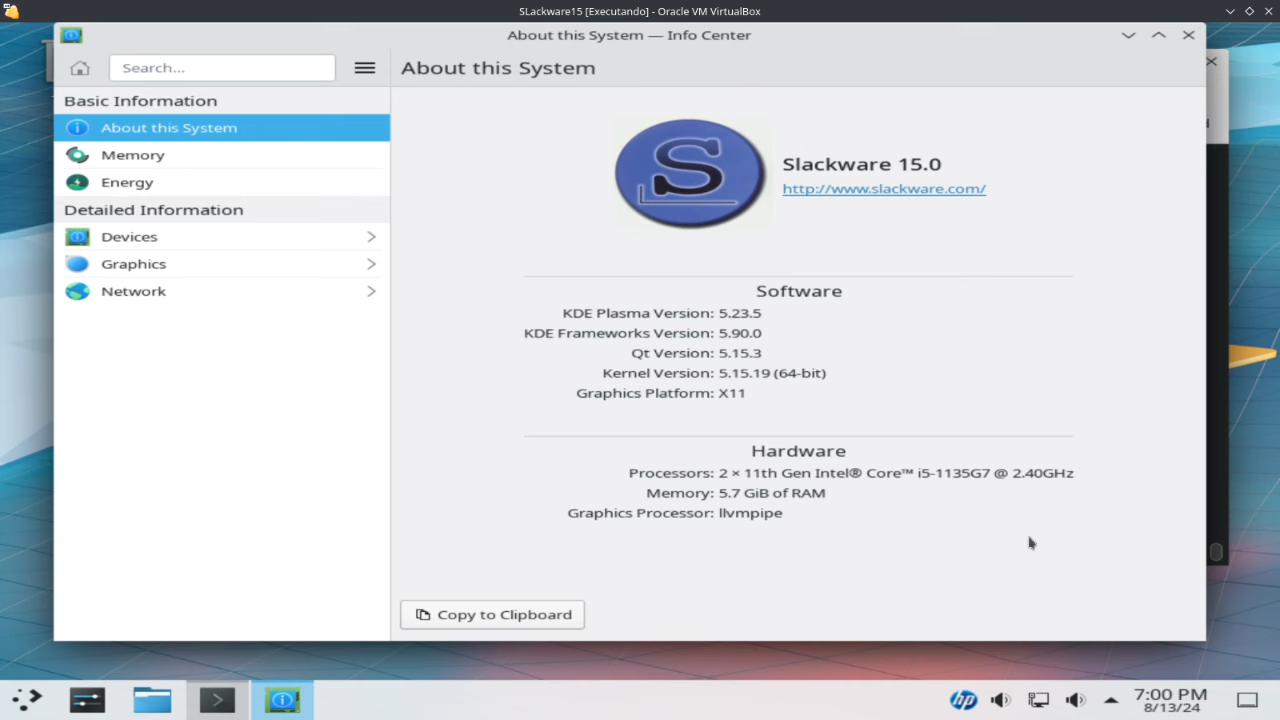 SLackware15 [Executando] - Oracle VM VirtualBox
About this System — Info Center
Search...
About this System
Basic Information
About this System
Memory
Energy
Detailed Information
Devices
Graphics
Network
S
Slackware 15.0
http://www.slackware.com/
Software
KDE Plasma Version: 5.23.5
KDE Frameworks Version: 5.90.0
Qt Version: 5.15.3
Kernel Version: 5.15.19 (64-bit)
Graphics Platform: X11
Hardware
Processors: 2 × 11th Gen Intel® Core™ i5-1135G7 @ 2.40GHz
Memory: 5.7 GiB of RAM
Graphics Processor: llvmpipe
Copy to Clipboard
hp
7:00 PM
8/13/24